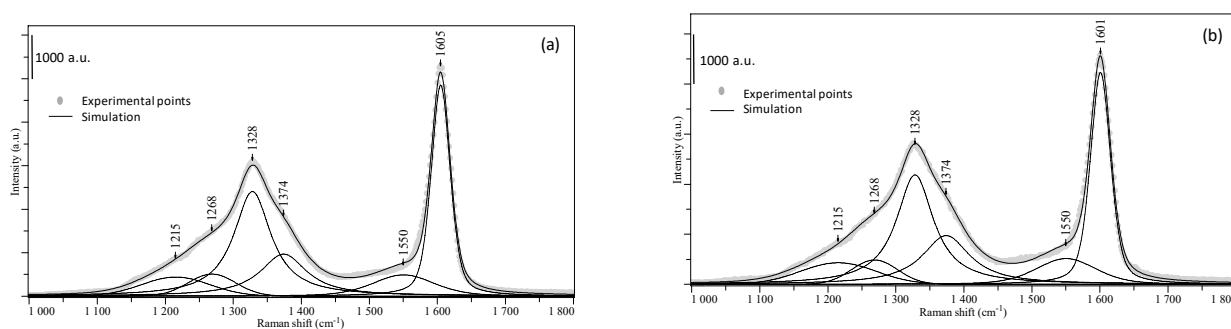 (a)
1000 a.u.
Experimental points
Simulation
1215
1268
1328
1374
1550
1605
Intensity (a.u.)
1 000 1 100 1 200 1 300 1 400 1 500 1 600 1 700 1 800
Raman shift (cm-1)
(b)
1000 a.u.
Experimental points
Simulation
1215
1268
1328
1374
1550
1601
Intensity (a.u.)
1 000 1 100 1 200 1 300 1 400 1 500 1 600 1 700 1 800
Raman shift (cm-1)